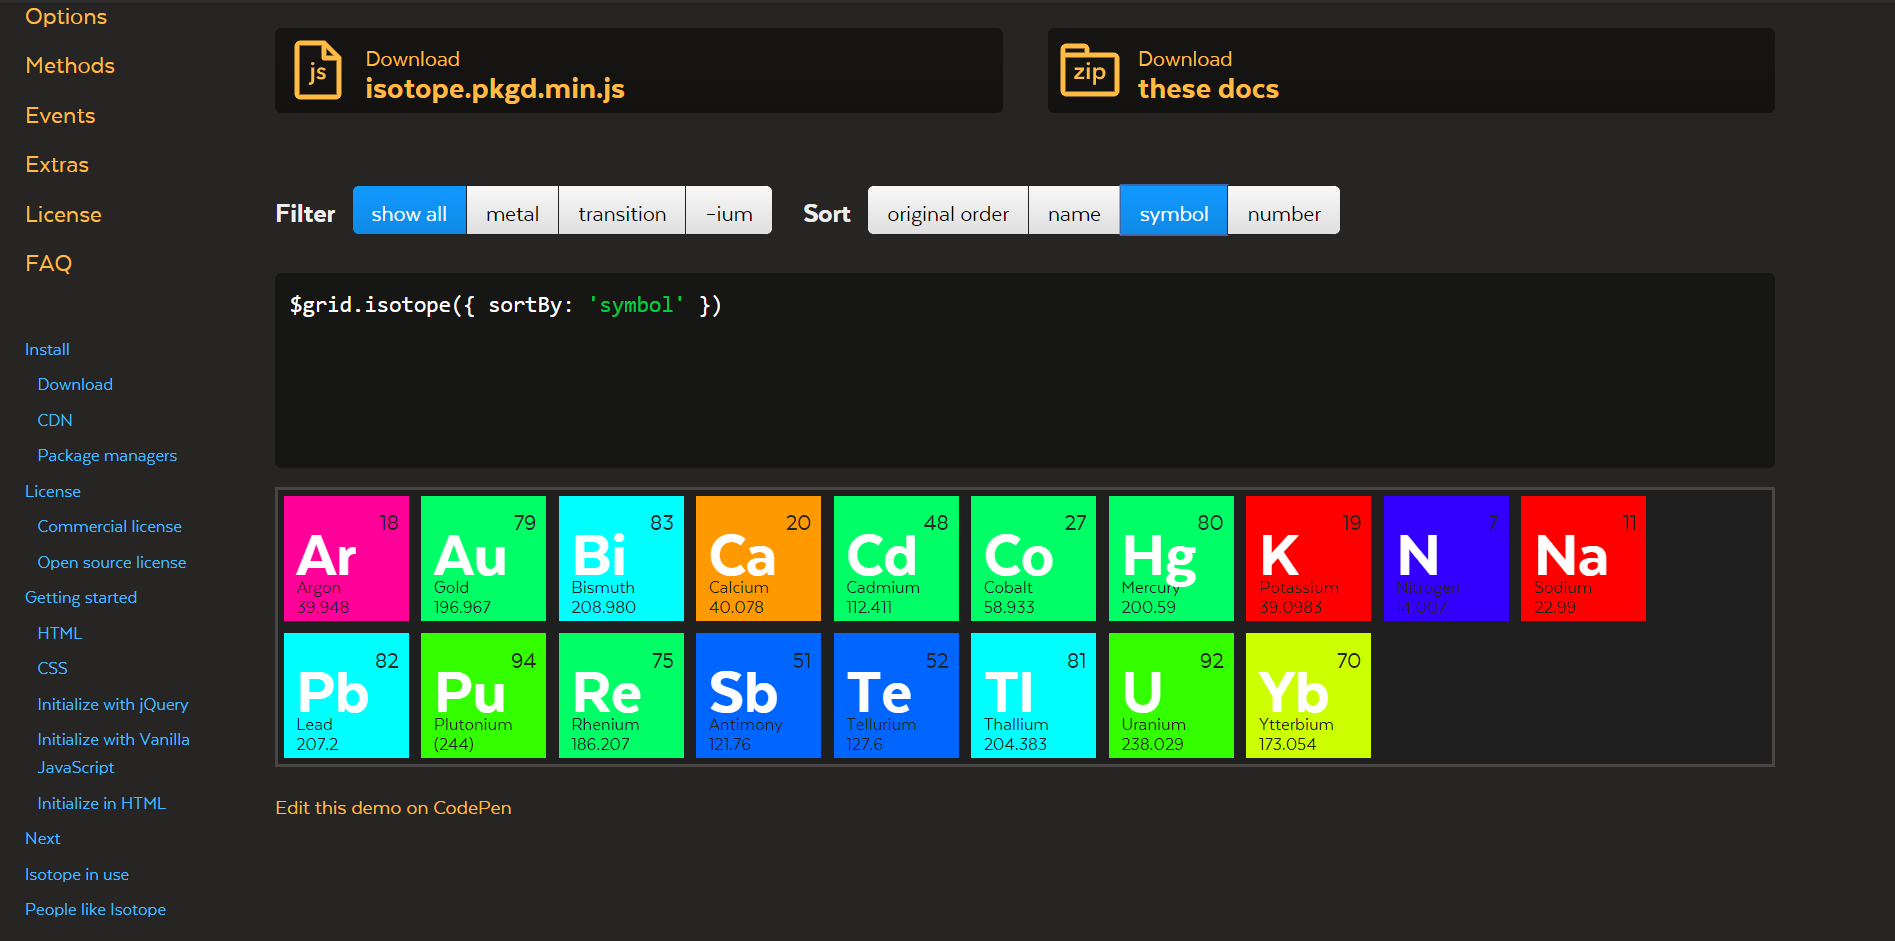 Options
Methods
Events
Extras
License
FAQ
Install
Download
CDN
Package managers
License
Commercial license
Open source license
Getting started
HTML
CSS
Initialize with jQuery
Initialize with Vanilla
JavaScript
Initialize in HTML
Next
Isotope in use
People like Isotope
js
Download
isotope.pkgd.min.js
zip
Download
these docs
Filter show all metal transition -ium Sort original order name symbol number
$grid.isotope({ sortBy: 'symbol' })
18
Ar
Argon
39.948
79
Au
Gold
196.967
83
Bi
Bismuth
208.980
20
Ca
Calcium
40.078
48
Cd
Cadmium
112.411
27
Co
Cobalt
58.933
80
Hg
Mercury
200.59
19
K
Potassium
39.0983
7
N
Nitrogen
14.007
11
Na
Sodium
22.99
82
Pb
Lead
207.2
94
Pu
Plutonium
(244)
75
Re
Rhenium
186.207
51
Sb
Antimony
121.76
52
Te
Tellurium
127.6
81
Tl
Thallium
204.383
92
U
Uranium
238.029
70
Yb
Ytterbium
173.054
Edit this demo on CodePen